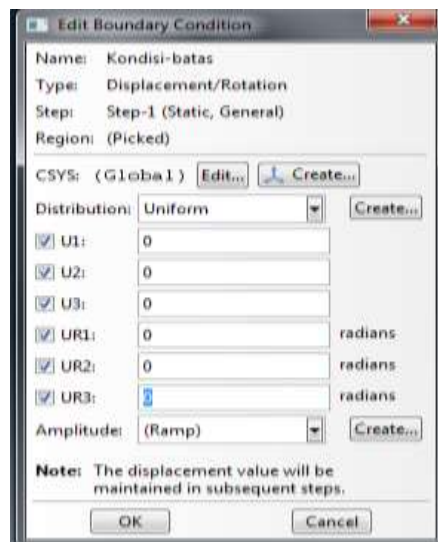 Edit Boundary Condition
Name: Kondisi-batas
Type: Displacement/Rotation
Step: Step-1 (Static, General)
Region: (Picked)
CSYS: (Global) Edit... Create...
Distribution: Uniform Create...
U1: 0
U2: 0
U3: 0
UR1: 0 radians
UR2: 0 radians
UR3: 0 radians
Amplitude: (Ramp) Create...
Note: The displacement value will be
maintained in subsequent steps.
OK Cancel